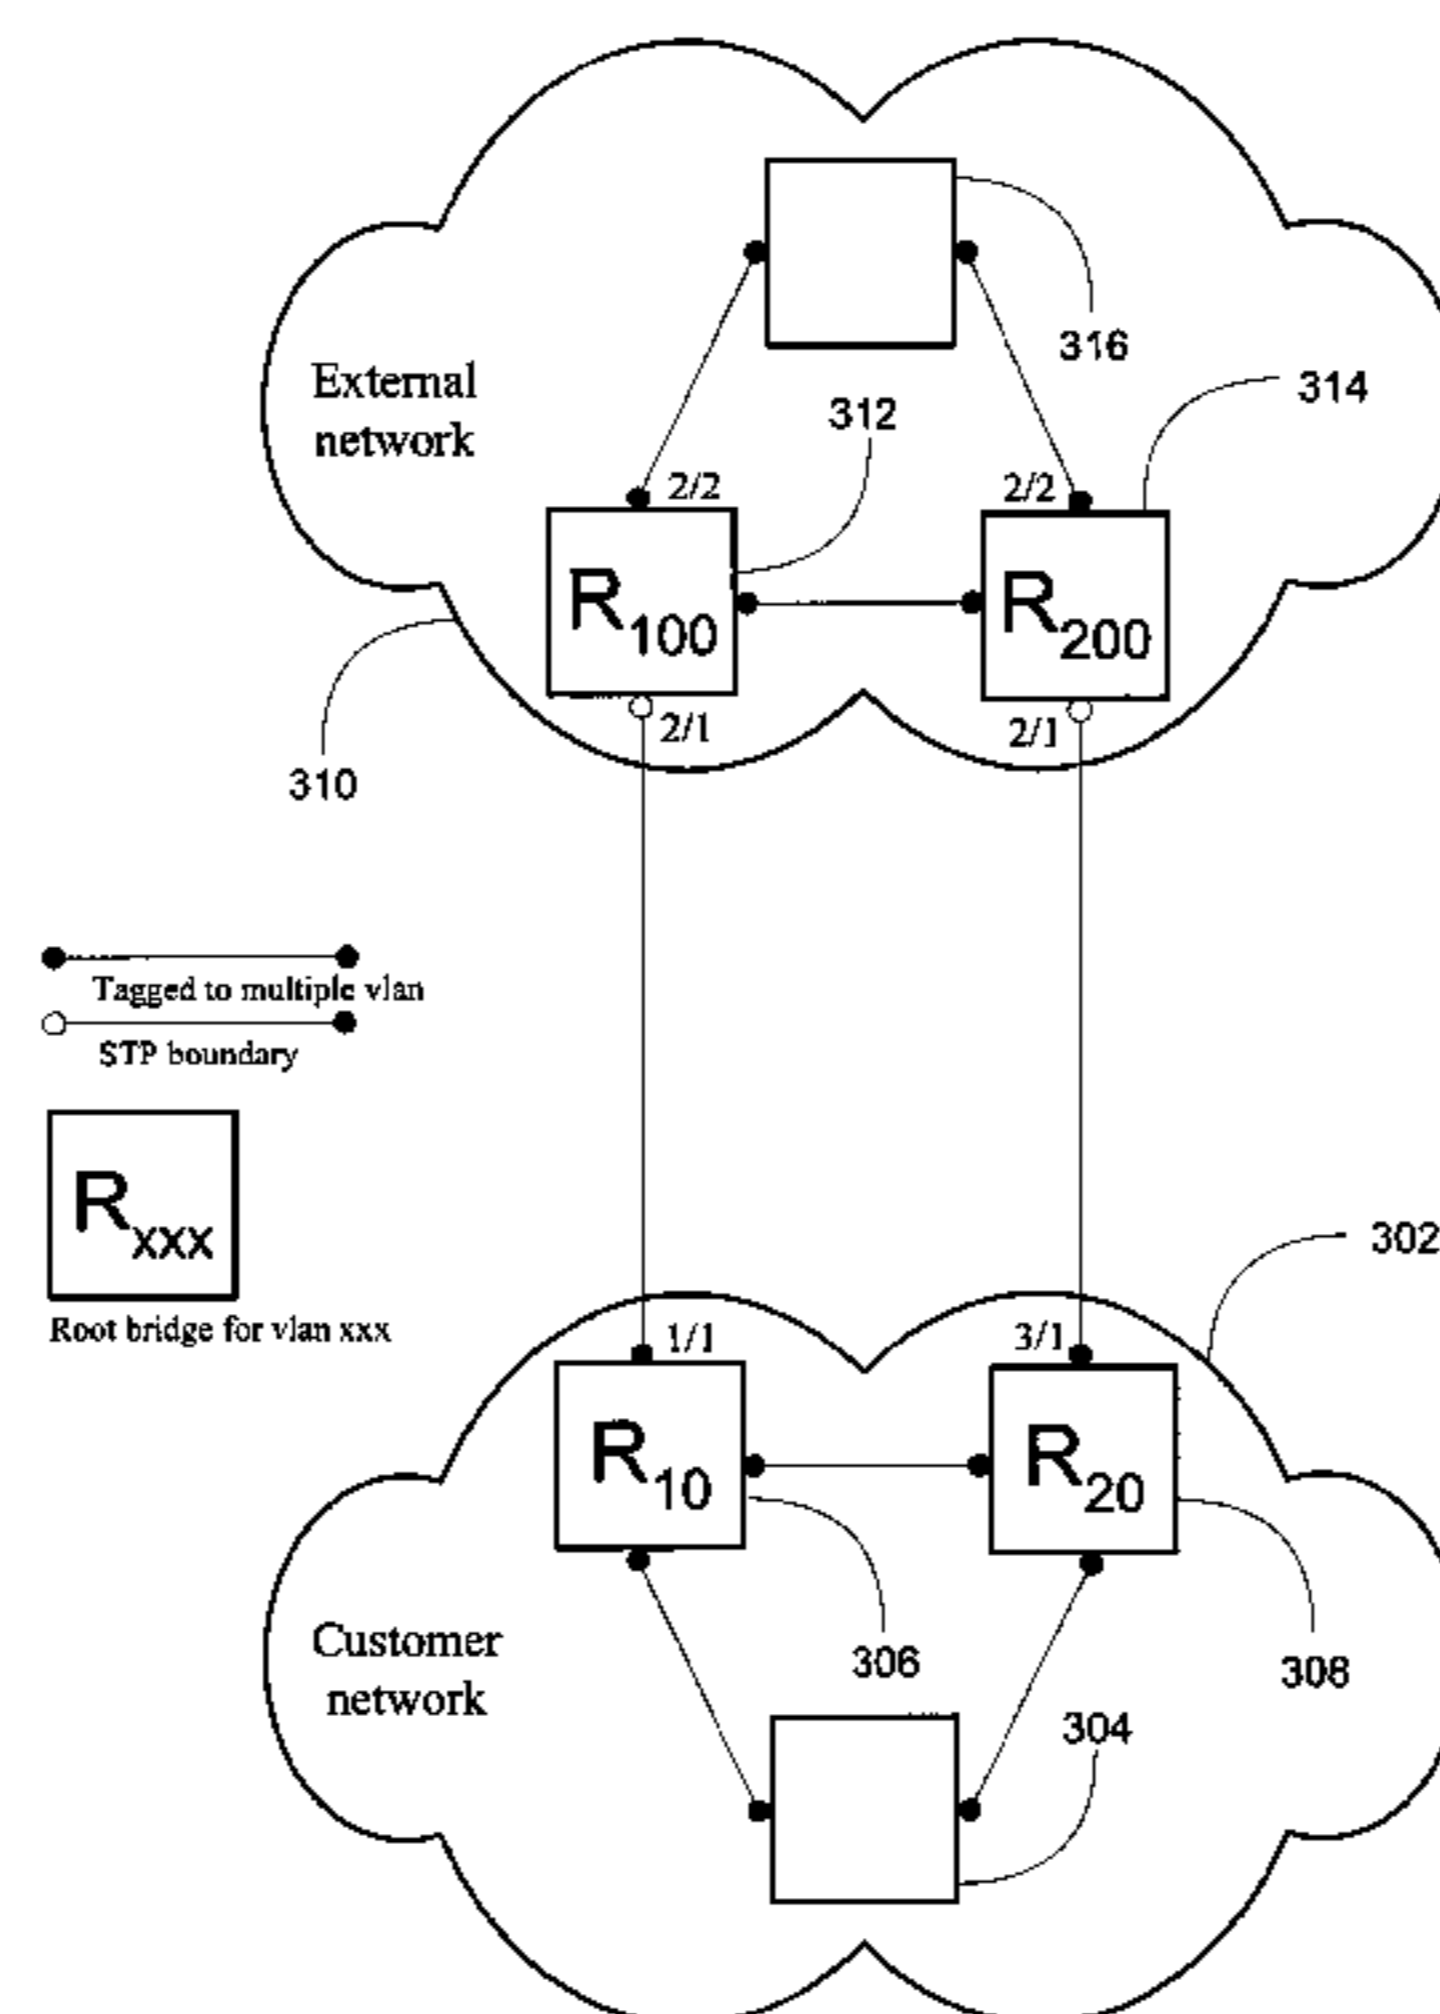 316
External
network
312
314
2/2
2/2
R100
R200
2/1
2/1
310
Tagged to multiple vlan
STP boundary
Rxxx
Root bridge for vlan xxx
302
1/1
3/1
R10
R20
Customer
network
306
308
304